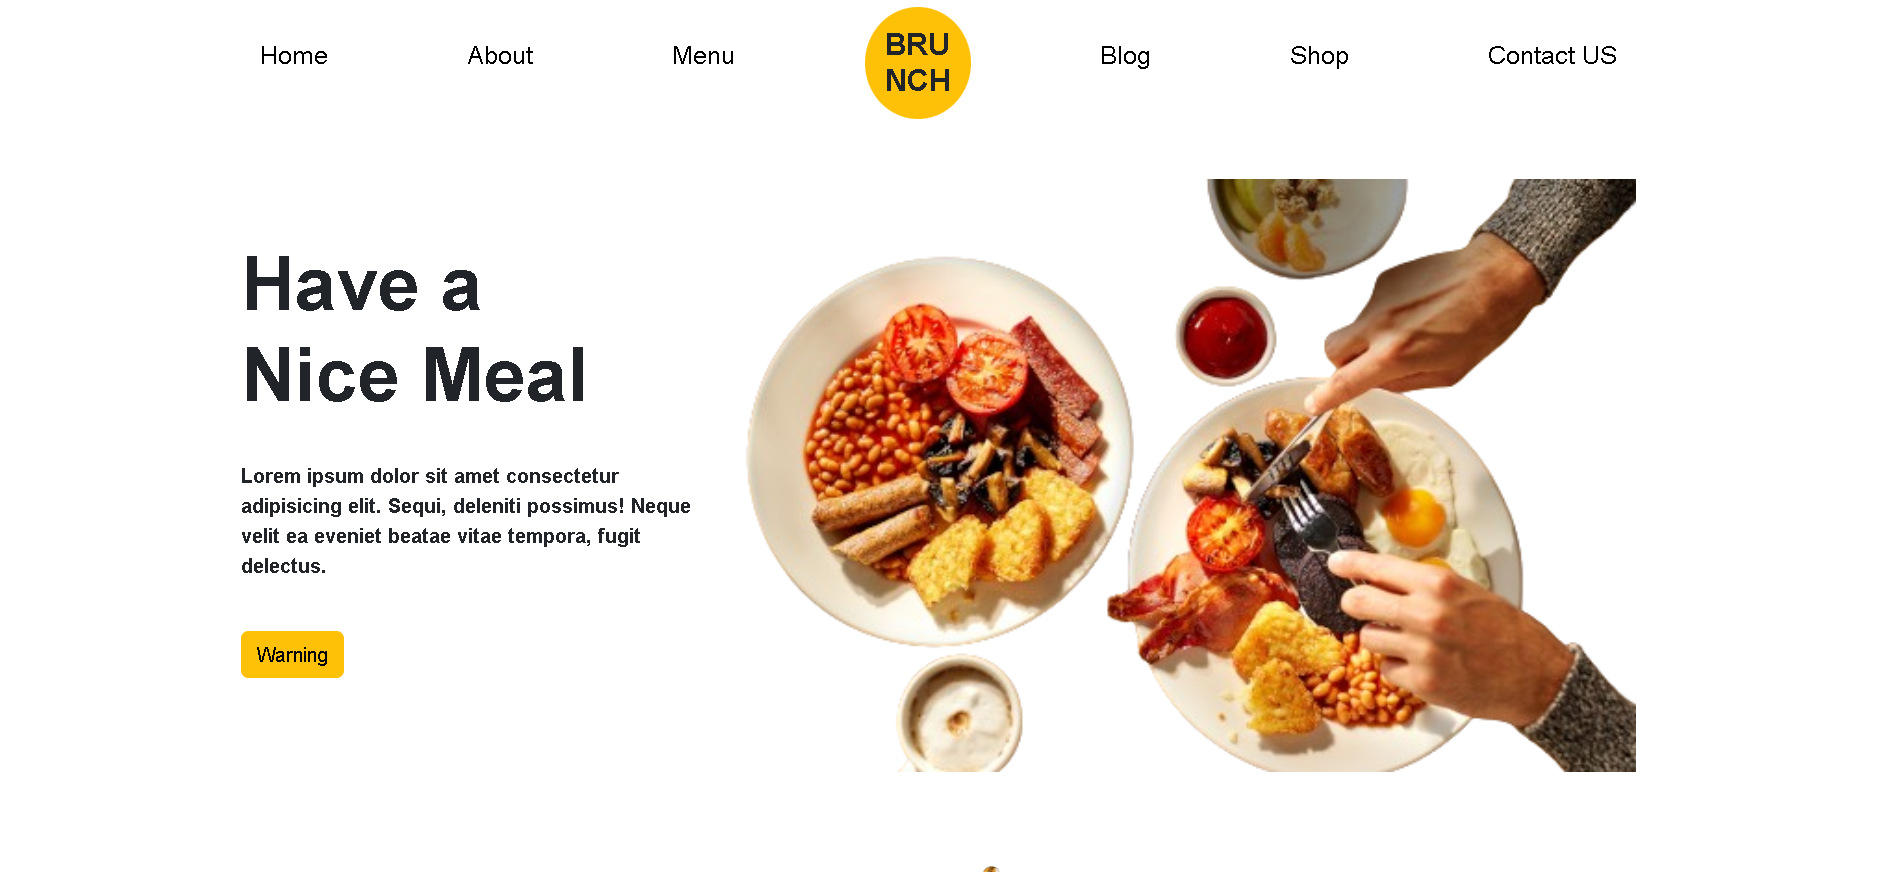 Home About Menu BRU NCH Blog Shop Contact US
Have a
Nice Meal
Lorem ipsum dolor sit amet consectetur
adipisicing elit. Sequi, deleniti possimus! Neque
velit ea eveniet beatae vitae tempora, fugit
delectus.
Warning